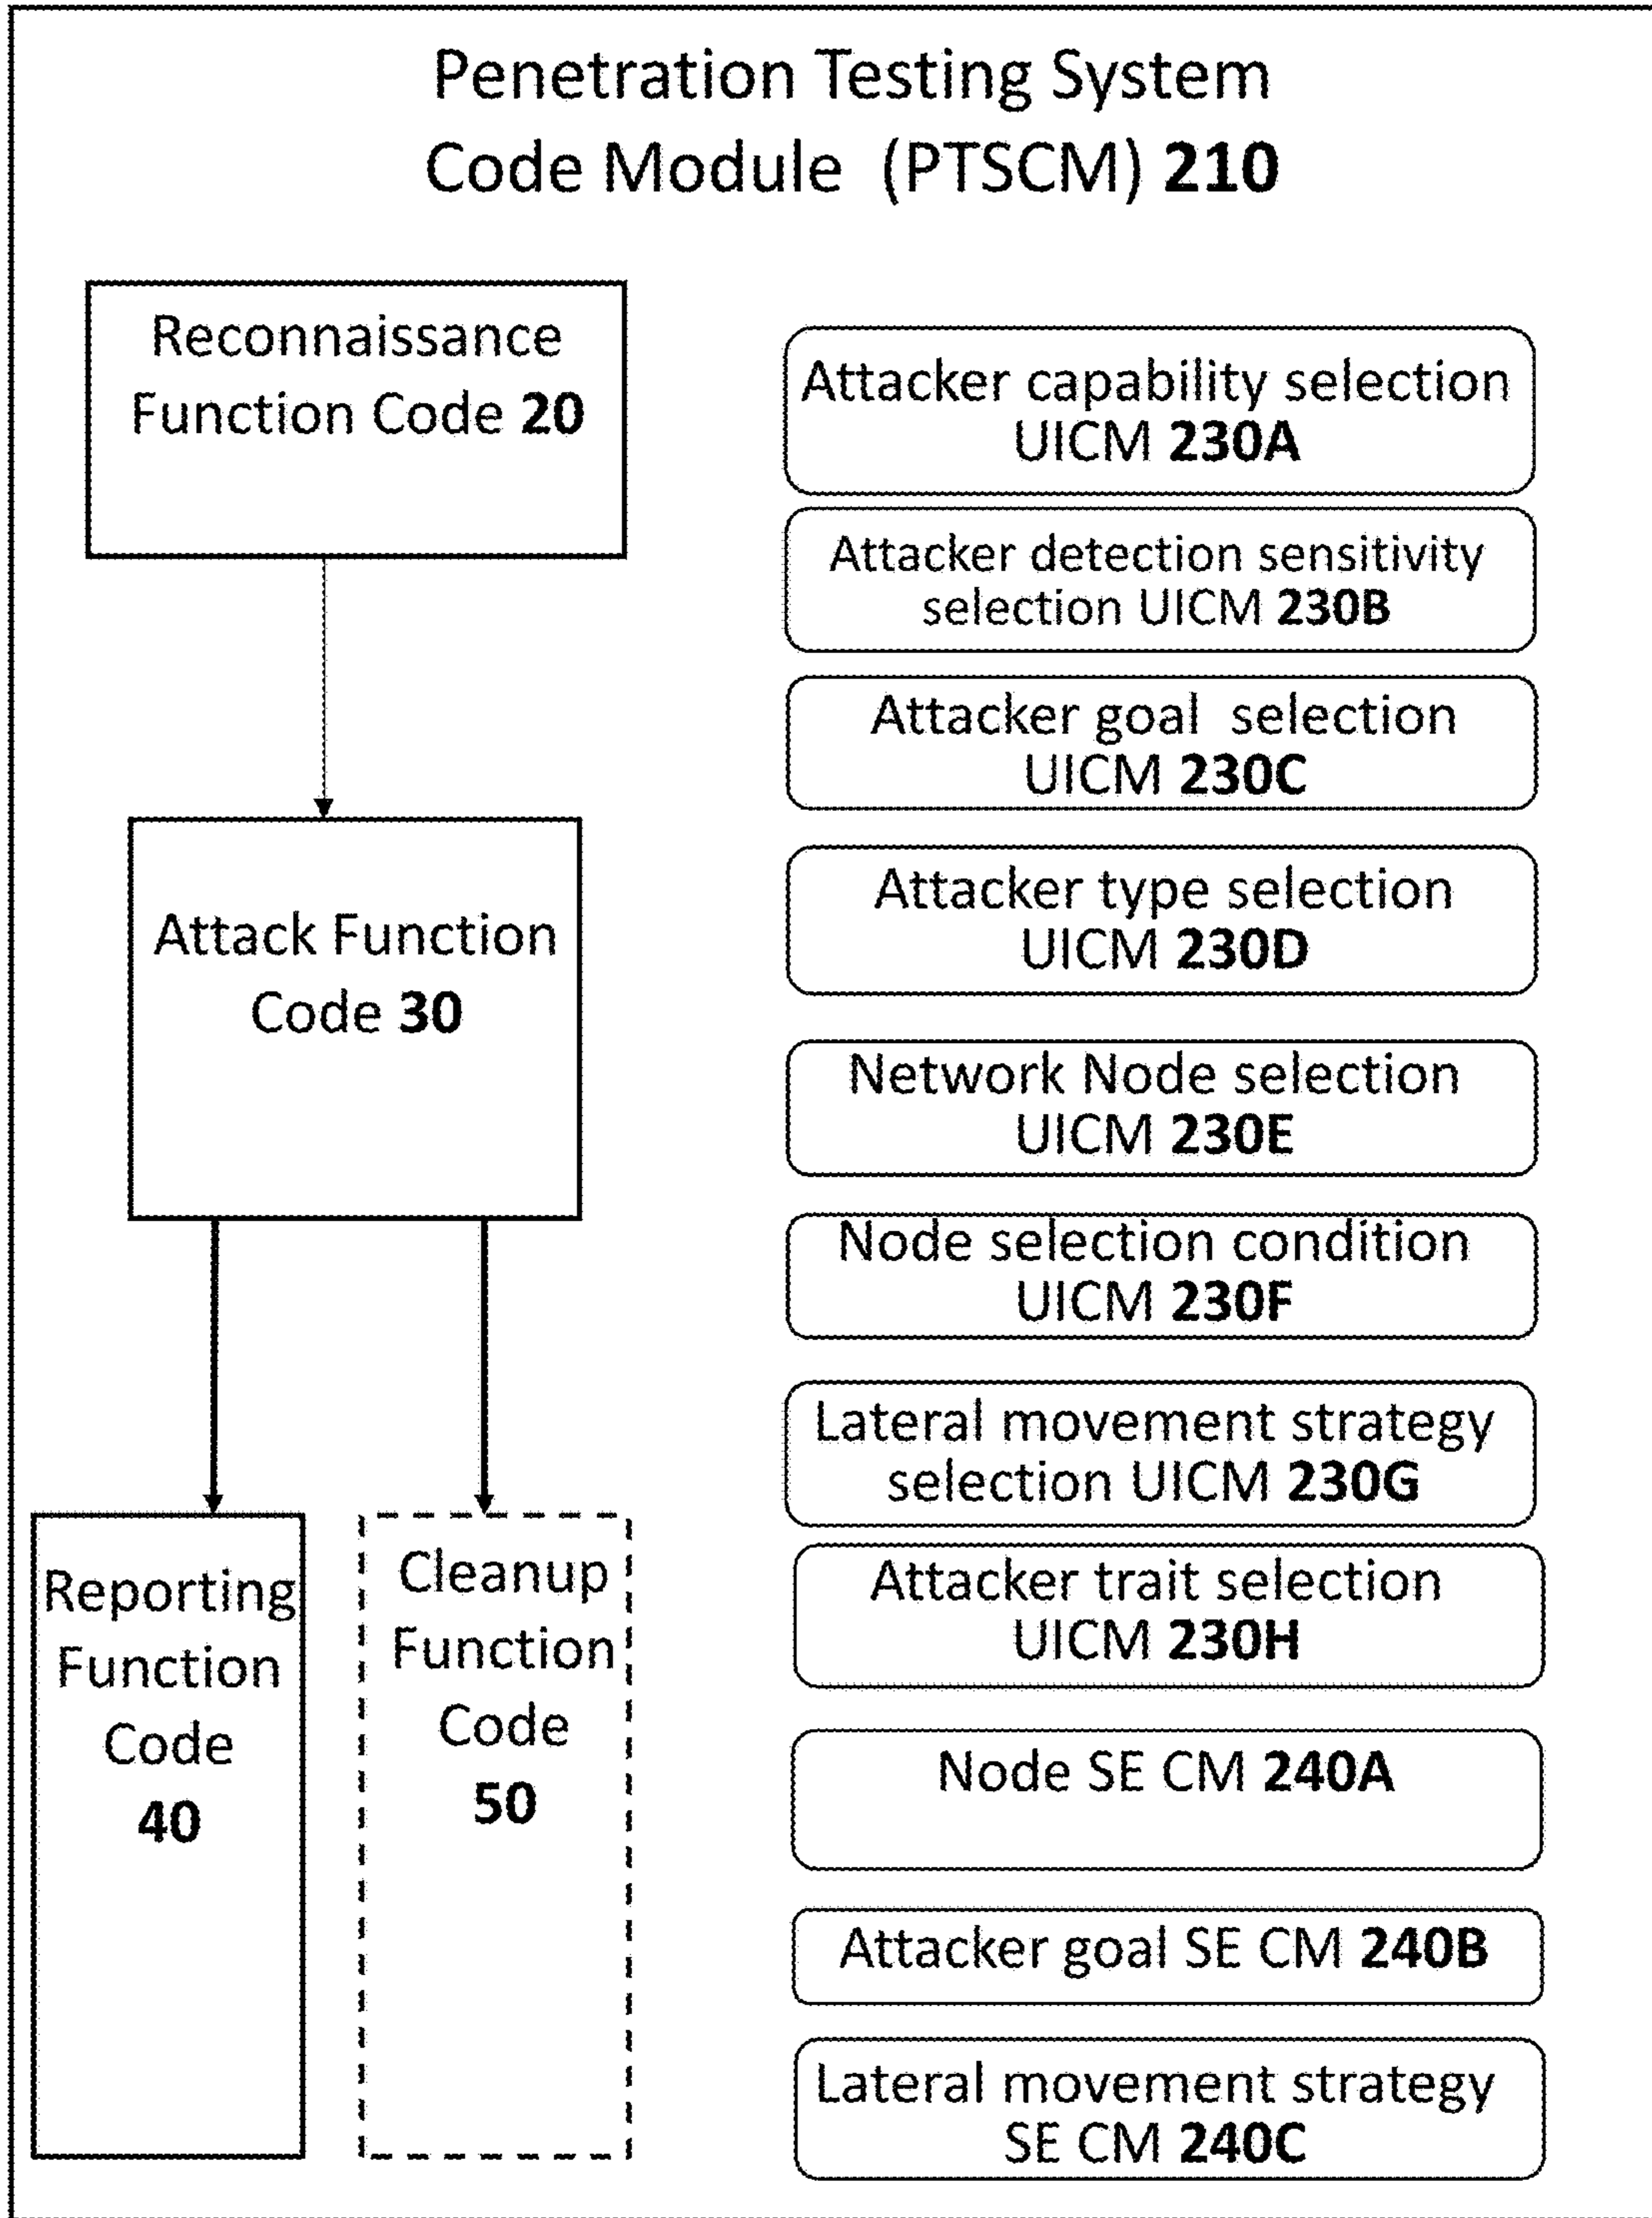 Penetration Testing System
Code Module (PTSCM) 210
Reconnaissance
Function Code 20
Attack Function
Code 30
Reporting
Function
Code
40
Cleanup
Function
Code
50
Attacker capability selection
UICM 230A
Attacker detection sensitivity
selection UICM 230B
Attacker goal selection
UICM 230C
Attacker type selection
UICM 230D
Network Node selection
UICM 230E
Node selection condition
UICM 230F
Lateral movement strategy
selection UICM 230G
Attacker trait selection
UICM 230H
Node SE CM 240A
Attacker goal SE CM 240B
Lateral movement strategy
SE CM 240C